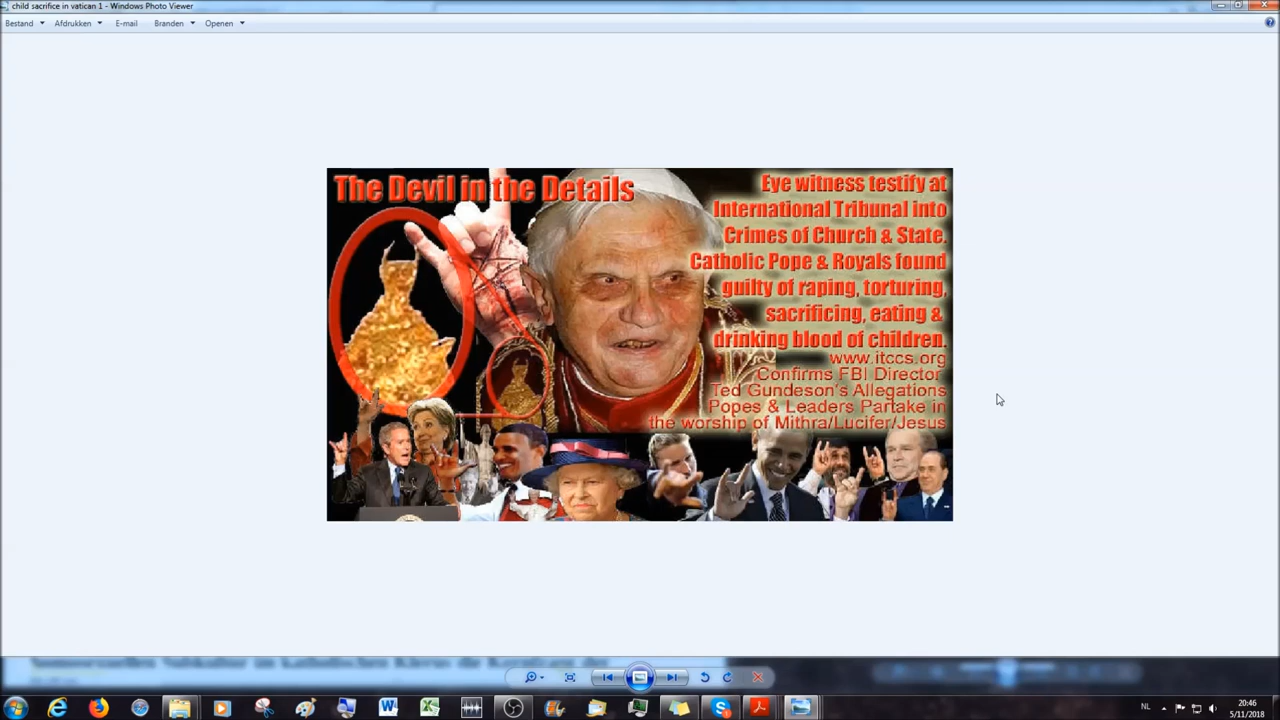 child sacrifice in vatican 1 - Windows Photo Viewer
Bestand Afdrukken E-mail Branden Openen
The Devil in the Details
Eye witness testify at
International Tribunal into
Crimes of Church & State.
Catholic Pope & Royals found
guilty of raping, torturing,
sacrificing, eating &
drinking blood of children.
www.itccs.org
Confirms FBI Director
Ted Gundeson's Allegations
Popes & Leaders Partake in
the worship of Mithra/Lucifer/Jesus
NL
20:46
5/11/2018